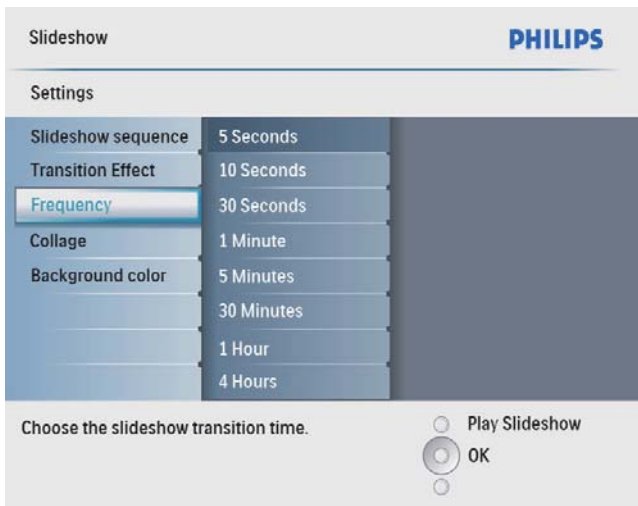 Slideshow
PHILIPS
Settings
Slideshow sequence
Transition Effect
Frequency
Collage
Background color
5 Seconds
10 Seconds
30 Seconds
1 Minute
5 Minutes
30 Minutes
1 Hour
4 Hours
Choose the slideshow transition time.
Play Slideshow
OK